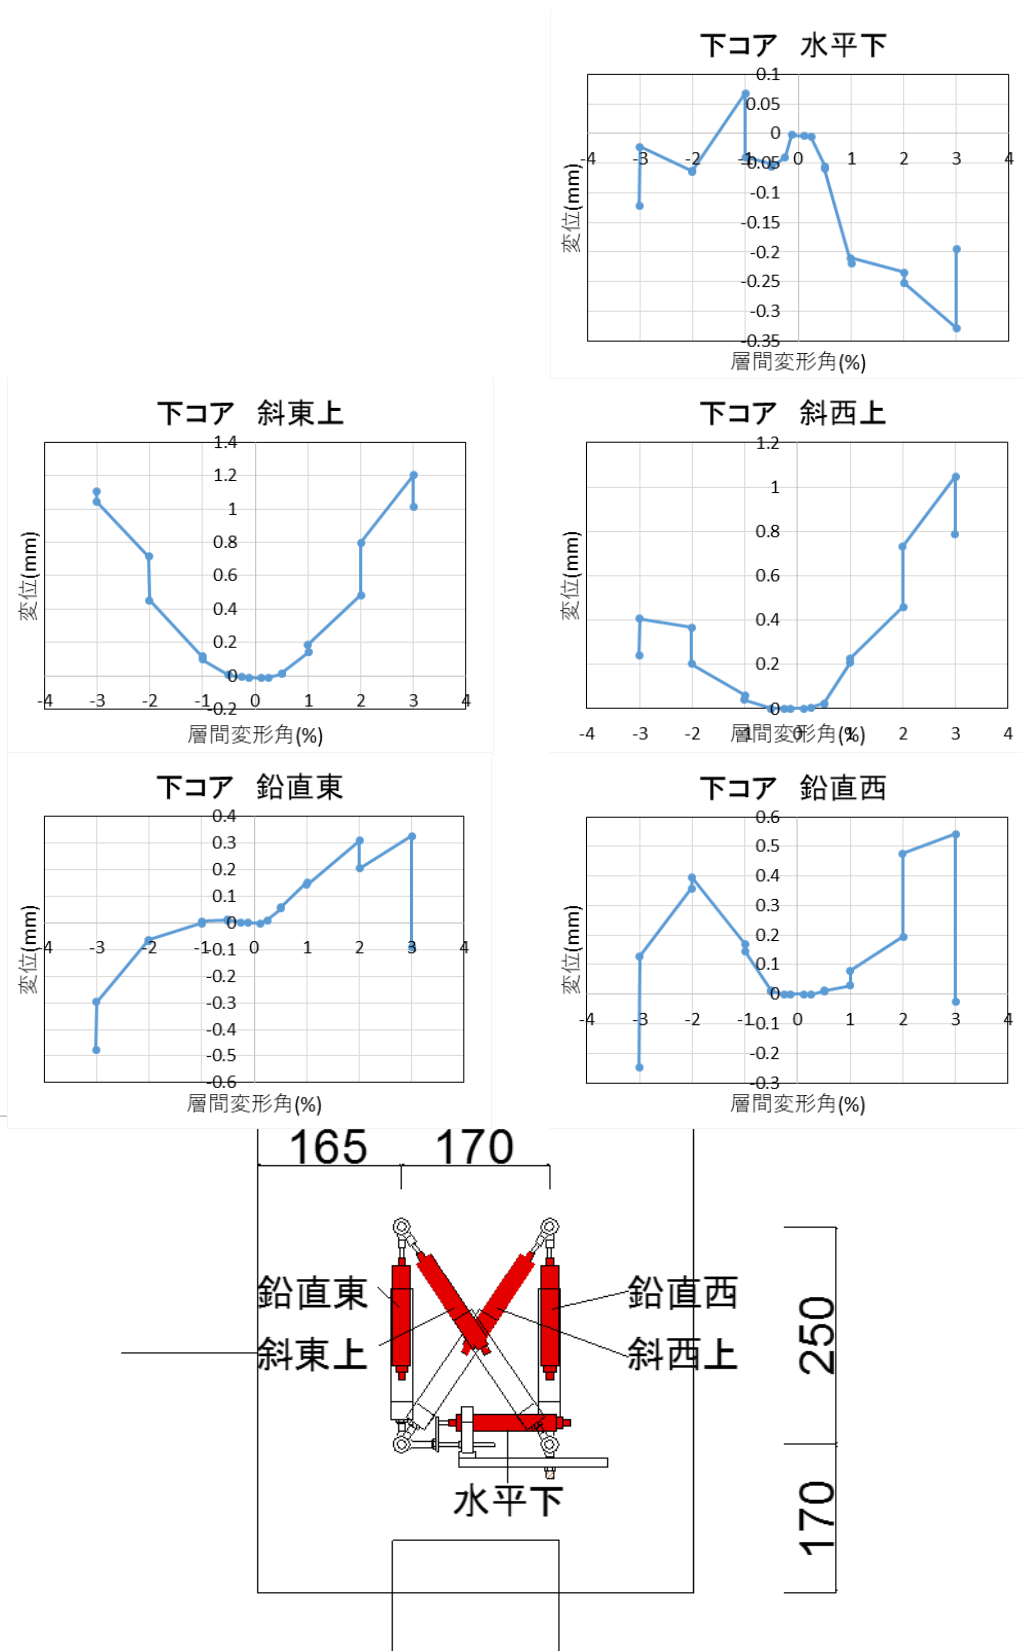 下コア 水平下
0.1
0.05
0
-0.05
-0.1
-0.15
-0.2
-0.25
-0.3
-0.35
-4 -3 -2 -1 0 1 2 3 4
変位(mm)
層間変形角(%)
下コア 斜東上
1.4
1.2
1
0.8
0.6
0.4
0.2
0
-0.2
-4 -3 -2 -1 0 1 2 3 4
変位(mm)
層間変形角(%)
下コア 斜西上
1.2
1
0.8
0.6
0.4
0.2
0
-4 -3 -2 -1 0 1 2 3 4
変位(mm)
層間変形角(%)
下コア 鉛直東
0.4
0.3
0.2
0.1
0
-0.1
-0.2
-0.3
-0.4
-0.5
-0.6
-4 -3 -2 -1 0 1 2 3 4
変位(mm)
層間変形角(%)
下コア 鉛直西
0.6
0.5
0.4
0.3
0.2
0.1
0
-0.1
-0.2
-0.3
-4 -3 -2 -1 0 1 2 3 4
変位(mm)
層間変形角(%)
165 170
鉛直東 鉛直西
斜東上 斜西上
250
水平下
170